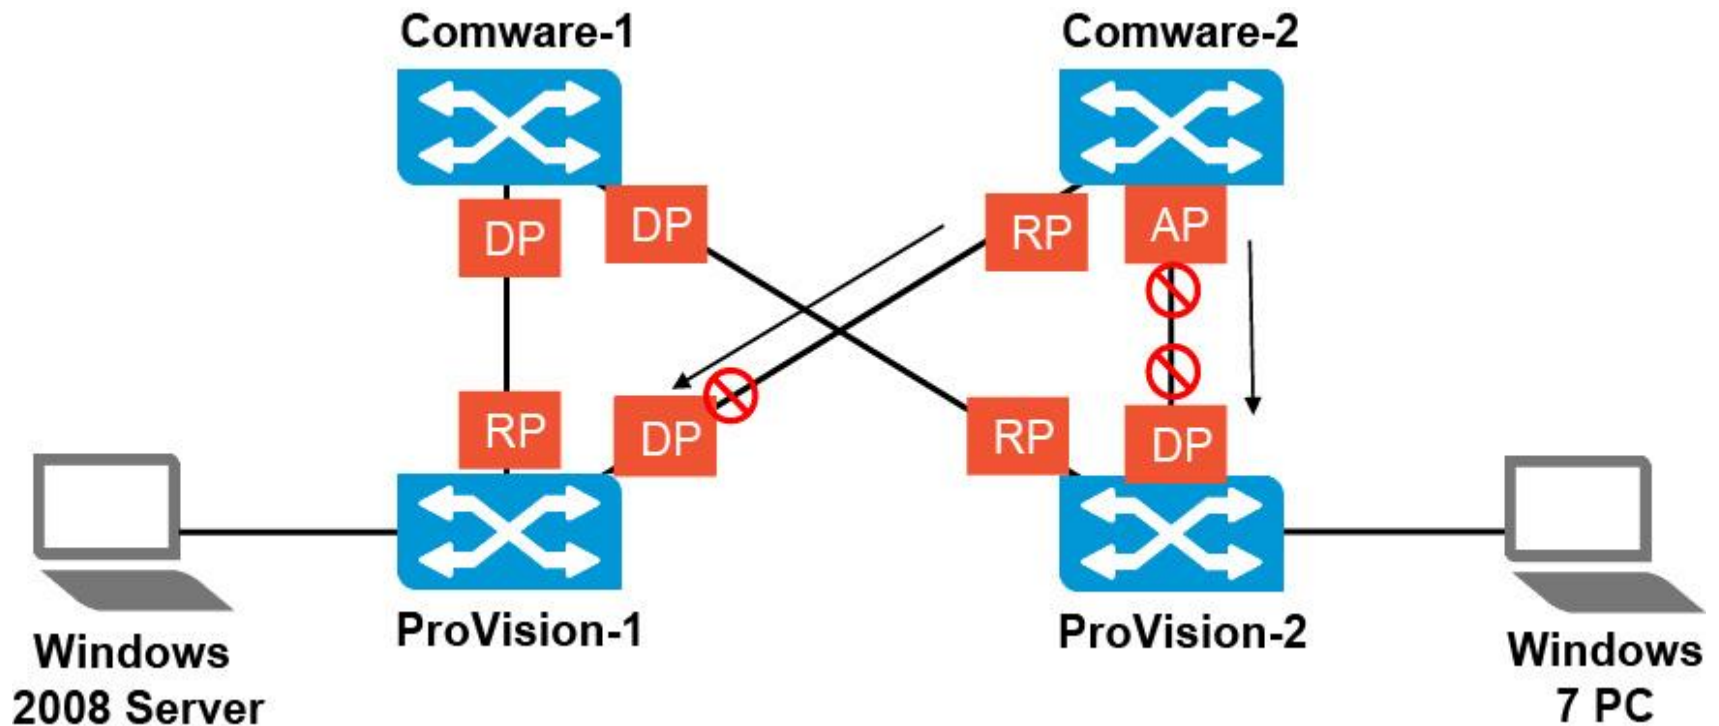 Comware-1
Comware-2
DP
DP
RP
AP
RP
DP
RP
DP
ProVision-1
ProVision-2
Windows
2008 Server
Windows
7 PC